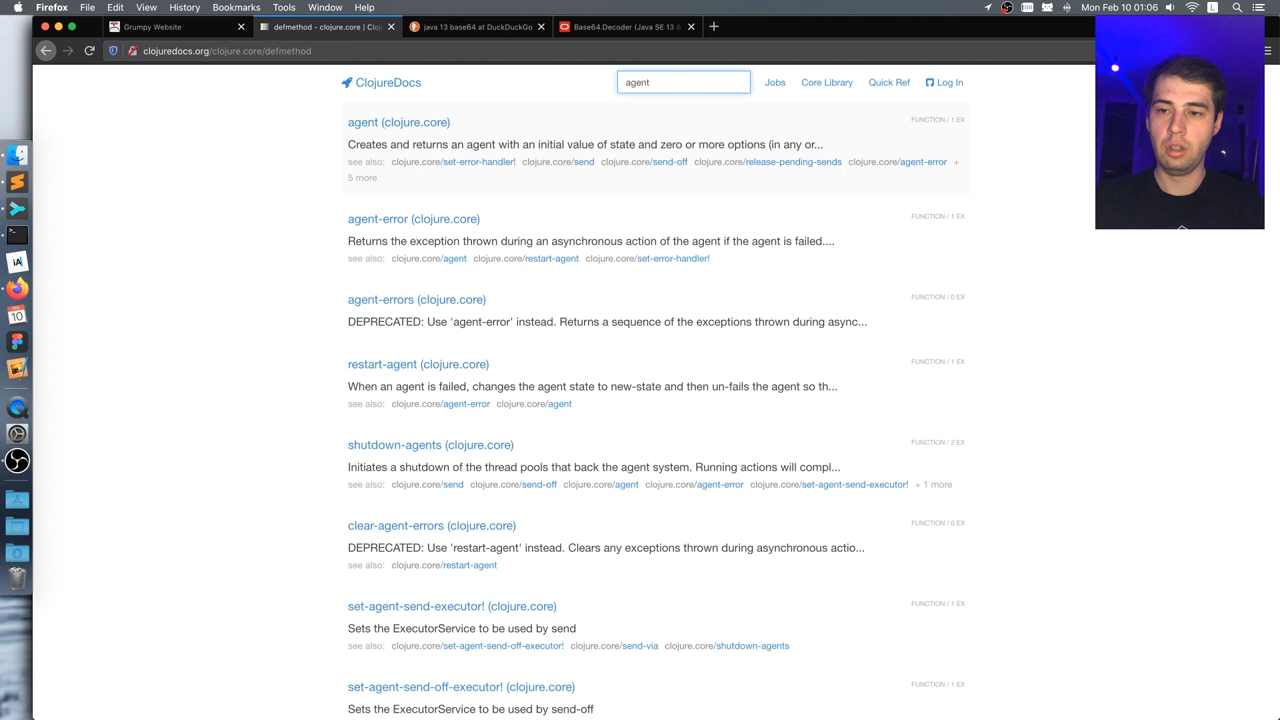 Firefox File Edit View History Bookmarks Tools Window Help
Grumpy Website
defmethod - clojure.core | Cloj
java 13 base64 at DuckDuckGo
Base64.Decoder (Java SE 13 &
clojuredocs.org/clojure.core/defmethod
ClojureDocs
agent
Jobs Core Library Quick Ref Log In
agent (clojure.core)
FUNCTION / 1 EX
Creates and returns an agent with an initial value of state and zero or more options (in any or...
see also: clojure.core/set-error-handler! clojure.core/send clojure.core/send-off clojure.core/release-pending-sends clojure.core/agent-error +
5 more
agent-error (clojure.core)
FUNCTION / 1 EX
Returns the exception thrown during an asynchronous action of the agent if the agent is failed....
see also: clojure.core/agent clojure.core/restart-agent clojure.core/set-error-handler!
agent-errors (clojure.core)
FUNCTION / 0 EX
DEPRECATED: Use 'agent-error' instead. Returns a sequence of the exceptions thrown during async...
restart-agent (clojure.core)
FUNCTION / 1 EX
When an agent is failed, changes the agent state to new-state and then un-fails the agent so th...
see also: clojure.core/agent-error clojure.core/agent
shutdown-agents (clojure.core)
FUNCTION / 2 EX
Initiates a shutdown of the thread pools that back the agent system. Running actions will compl...
see also: clojure.core/send clojure.core/send-off clojure.core/agent clojure.core/agent-error clojure.core/set-agent-send-executor! + 1 more
clear-agent-errors (clojure.core)
FUNCTION / 0 EX
DEPRECATED: Use 'restart-agent' instead. Clears any exceptions thrown during asynchronous actio...
see also: clojure.core/restart-agent
set-agent-send-executor! (clojure.core)
FUNCTION / 1 EX
Sets the ExecutorService to be used by send
see also: clojure.core/set-agent-send-off-executor! clojure.core/send-via clojure.core/shutdown-agents
set-agent-send-off-executor! (clojure.core)
FUNCTION / 1 EX
Sets the ExecutorService to be used by send-off
iA
10